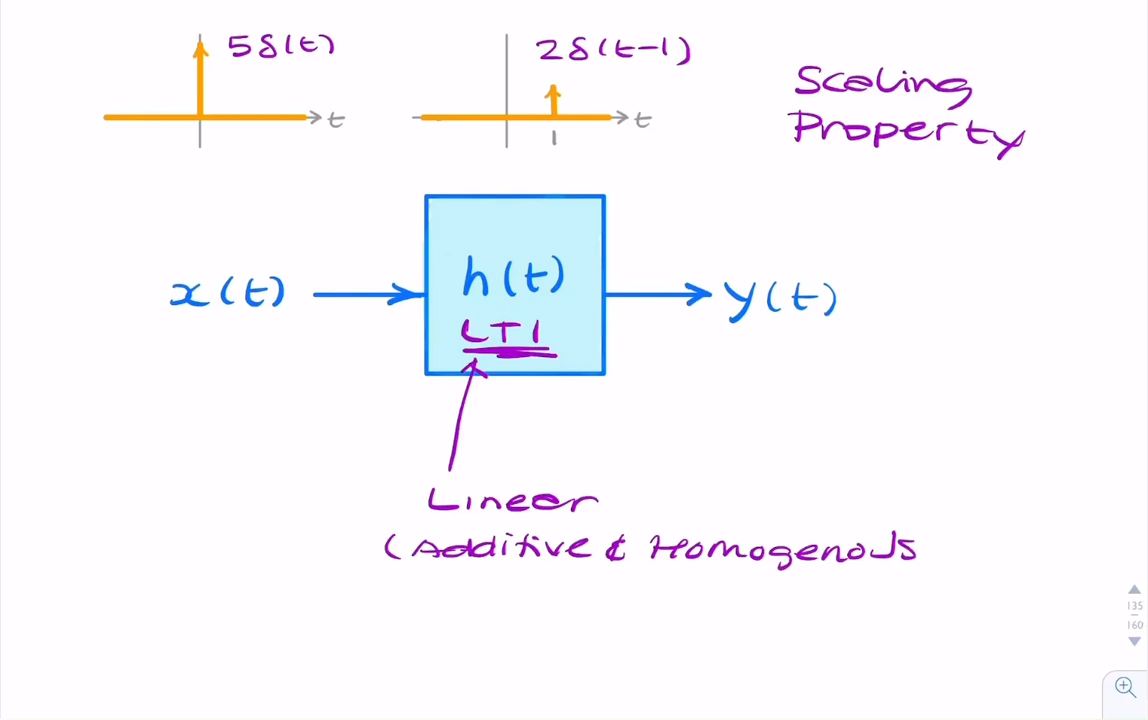 5δ(t)
2δ(t-1)
t
t
1
Scaling
Property
x(t)
h(t)
LTI
y(t)
Linear
(Additive & Homogenous
135
160